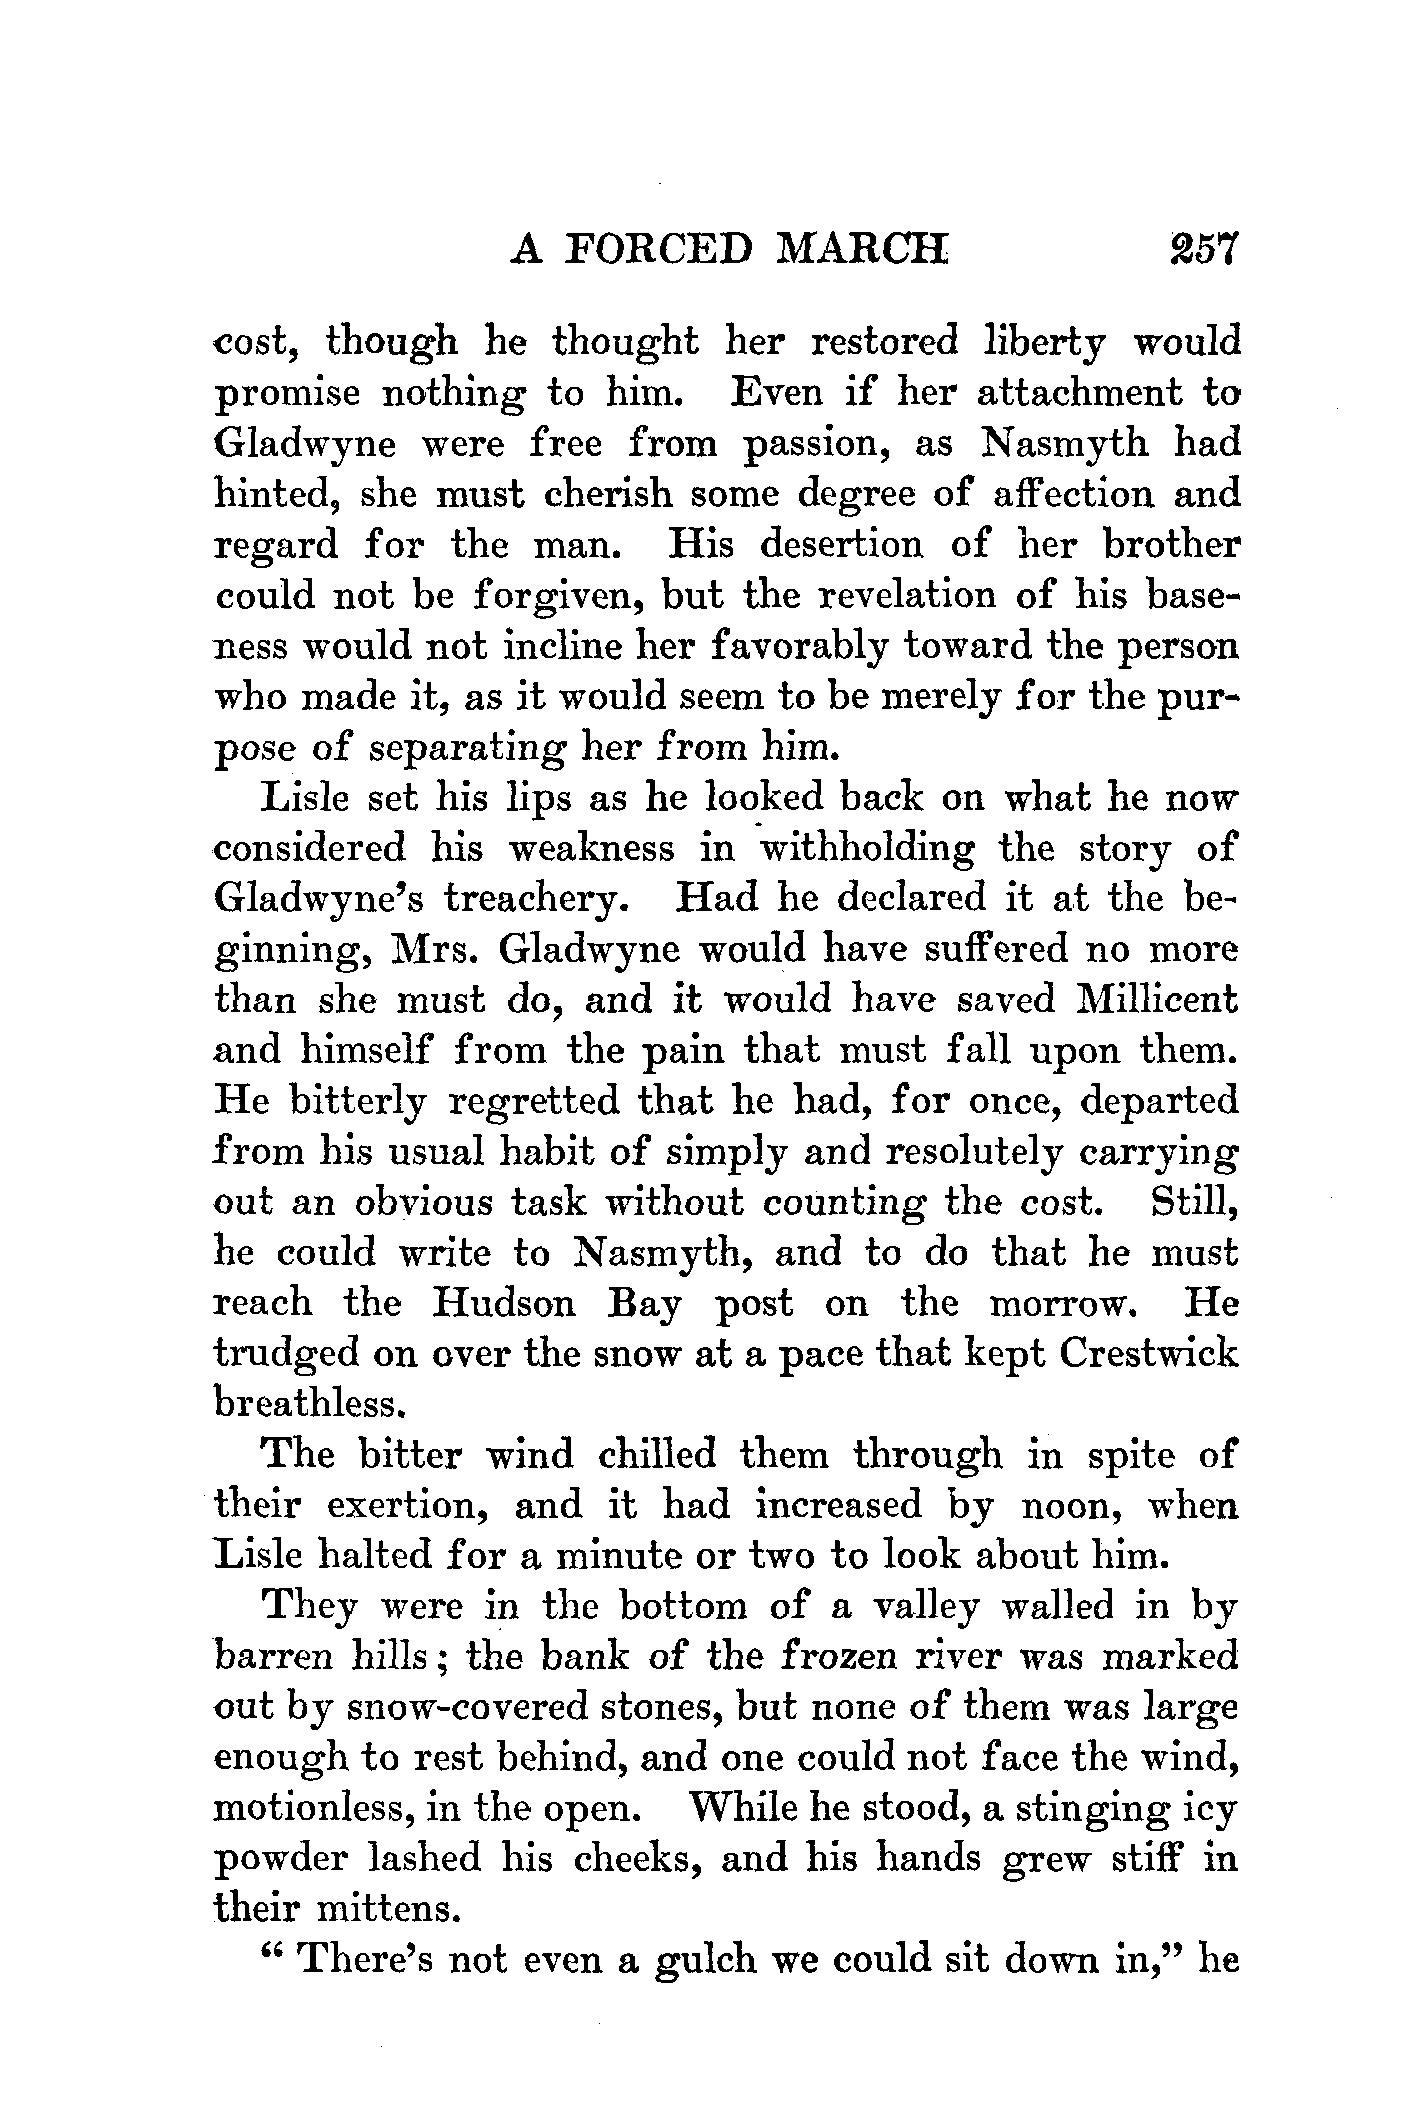 A FORCED MARCH 257
cost, though he thought her restored liberty would
promise nothing to him. Even if her attachment to
Gladwyne were free from passion, as Nasmyth had
hinted, she must cherish some degree of affection and
regard for the man. His desertion of her brother
could not be forgiven, but the revelation of his base-
ness would not incline her favorably toward the person
who made it, as it would seem to be merely for the pur-
pose of separating her from him.
Lisle set his lips as he looked back on what he now
considered his weakness in withholding the story of
Gladwyne's treachery. Had he declared it at the be-
ginning, Mrs. Gladwyne would have suffered no more
than she must do, and it would have saved Millicent
and himself from the pain that must fall upon them.
He bitterly regretted that he had, for once, departed
from his usual habit of simply and resolutely carrying
out an obvious task without counting the cost. Still,
he could write to Nasmyth, and to do that he must
reach the Hudson Bay post on the morrow. He
trudged on over the snow at a pace that kept Crestwick
breathless.
The bitter wind chilled them through in spite of
their exertion, and it had increased by noon, when
Lisle halted for a minute or two to look about him.
They were in the bottom of a valley walled in by
barren hills; the bank of the frozen river was marked
out by snow-covered stones, but none of them was large
enough to rest behind, and one could not face the wind,
motionless, in the open. While he stood, a stinging icy
powder lashed his cheeks, and his hands grew stiff in
their mittens.
"There's not even a gulch we could sit down in," he